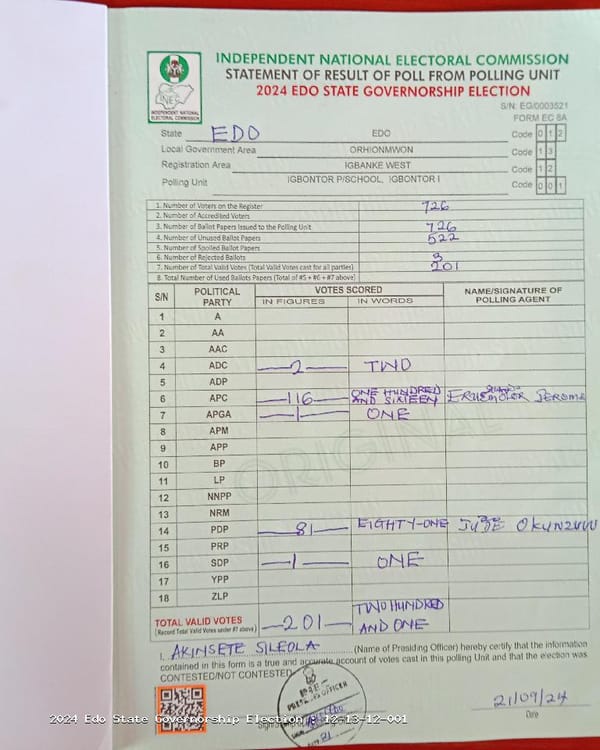 INDEPENDENT NATIONAL ELECTORAL COMMISSION
STATEMENT OF RESULT OF POLL FROM POLLING UNIT
2024 EDO STATE GOVERNORSHIP ELECTION
INDEPENDENT NATIONAL ELECTORAL COMMISSION
S/N: EG/0003521
FORM EC 8A
State EDO EDO Code 0 1 2
Local Government Area ORHIONMWON Code 1 3
Registration Area IGBANKE WEST Code 1 2
Polling Unit IGBONTOR P/SCHOOL, IGBONTOR I Code 0 0 1
1. Number of Voters on the Register 726
2. Number of Accredited Voters
3. Number of Ballot Papers Issued to the Polling Unit 726
4. Number of Unused Ballot Papers 522
5. Number of Spoiled Ballot Papers
6. Number of Rejected Ballots 3
7. Number of Total Valid Votes (Total Valid Votes cast for all parties) 201
8. Total Number of Used Ballots Papers (Total of #5 + #6 + #7 above)
S/N POLITICAL PARTY VOTES SCORED NAME/SIGNATURE OF POLLING AGENT
IN FIGURES IN WORDS
1 A
2 AA
3 AAC
4 ADC 2 TWO
5 ADP
6 APC 116 ONE HUNDRED AND SIXTEEN JEROME
7 APGA 1 ONE
8 APM
9 APP
10 BP
11 LP
12 NNPP
13 NRM
14 PDP 81 EIGHTY-ONE
15 PRP
16 SDP 1 ONE
17 YPP
18 ZLP
ORIGINAL
TOTAL VALID VOTES 201 TWO HUNDRED AND ONE
(Record Total Valid Votes under #7 above)
I, AKINSETE SILEOLA (Name of Presiding Officer) hereby certify that the information
contained in this form is a true and accurate account of votes cast in this polling Unit and that the election was
CONTESTED/NOT CONTESTED
21/09/24
Date
2024 Edo State Governorship Election 12-13-12-001